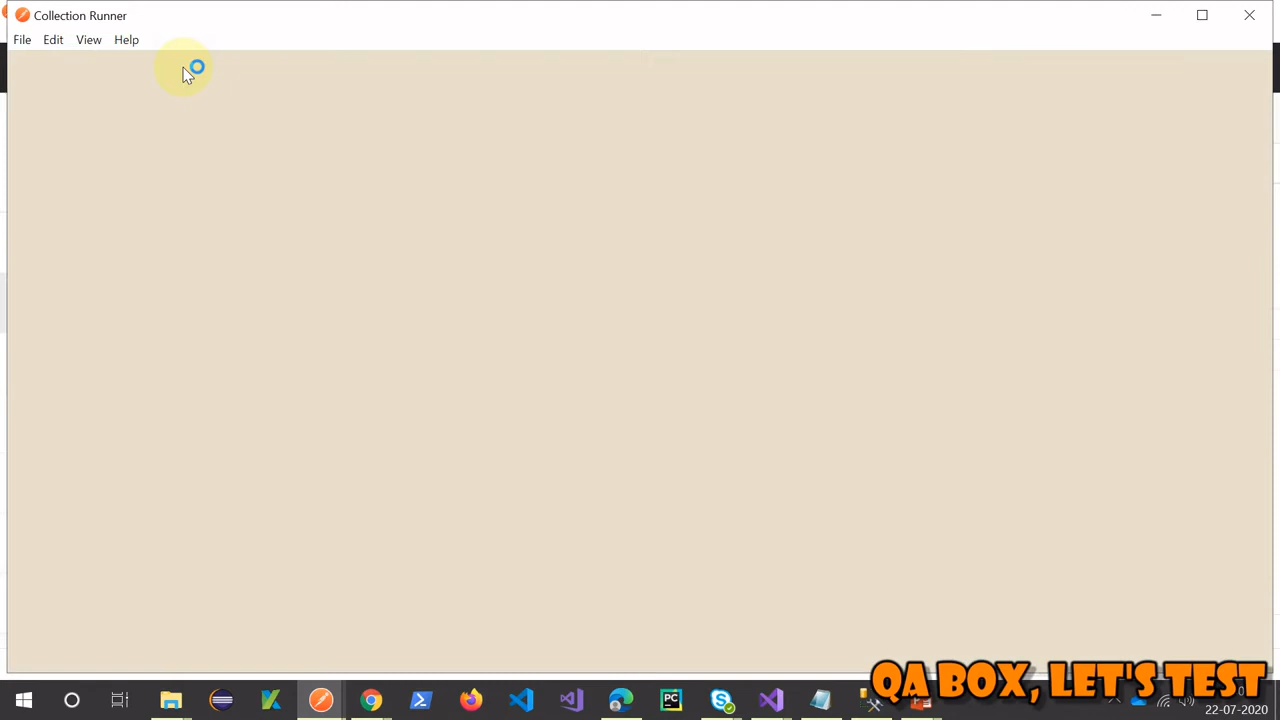 Collection Runner
File Edit View Help
QA BOX, LET'S TEST
22-07-2020